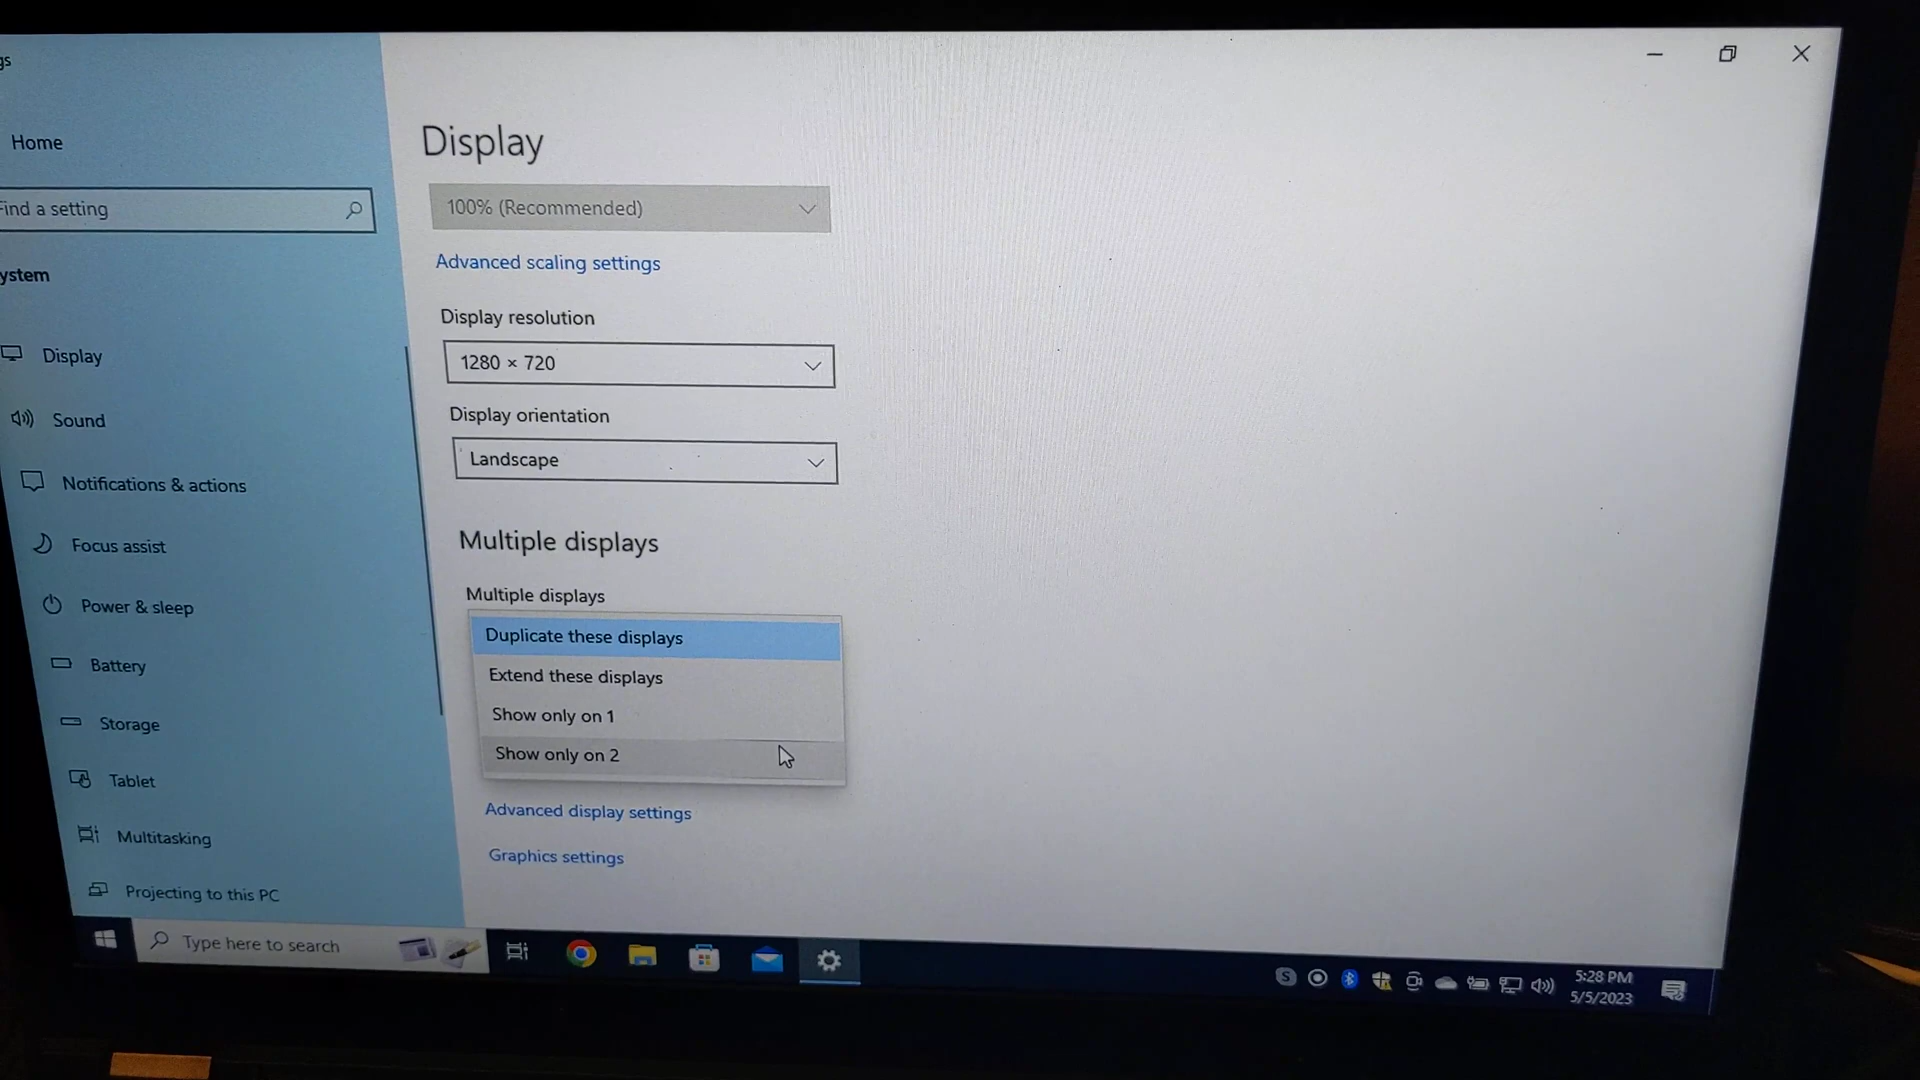 gs
Home
Find a setting
ystem
Display
Sound
Notifications & actions
Focus assist
Power & sleep
Battery
Storage
Tablet
Multitasking
Projecting to this PC
Display
100% (Recommended)
Advanced scaling settings
Display resolution
1280 × 720
Display orientation
Landscape
Multiple displays
Multiple displays
Duplicate these displays
Extend these displays
Show only on 1
Show only on 2
Advanced display settings
Graphics settings
Type here to search
5:28 PM
5/5/2023